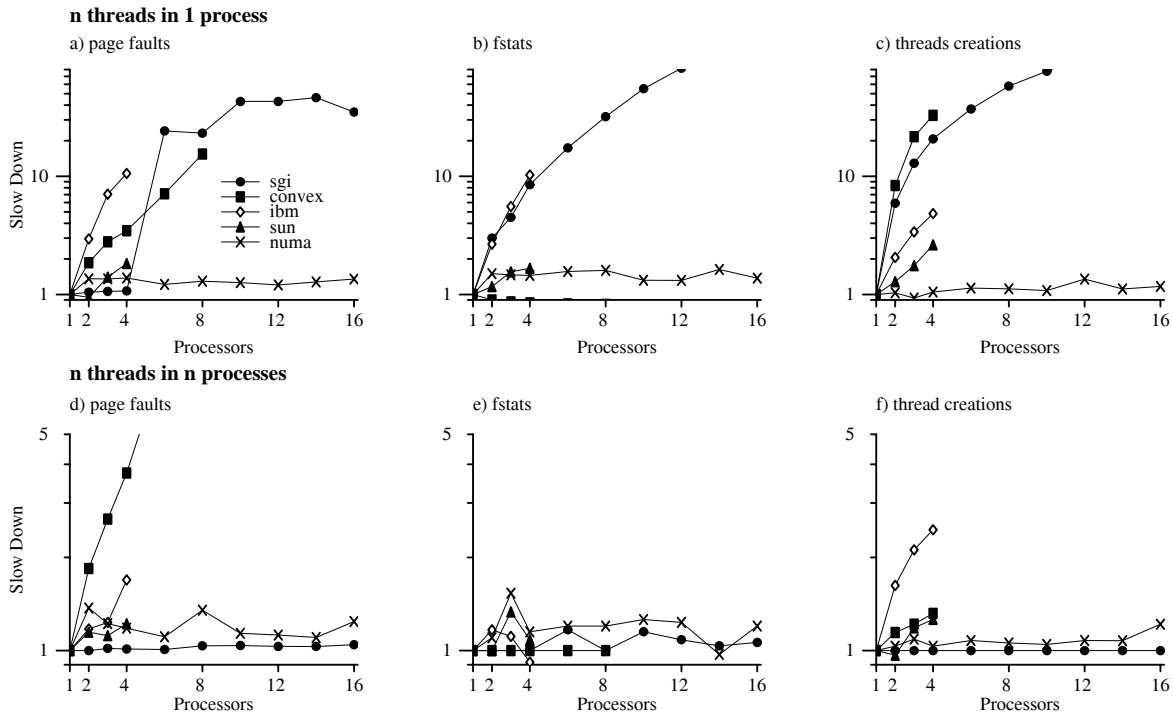 n threads in 1 process
a) page faults
b) fstats
c) threads creations
Slow Down
10
1
sgi
convex
ibm
sun
numa
1 2 4 8 12 16
Processors
10
1
1 2 4 8 12 16
Processors
10
1
1 2 4 8 12 16
Processors
n threads in n processes
d) page faults
e) fstats
f) thread creations
Slow Down
5
1
1 2 4 8 12 16
Processors
5
1
1 2 4 8 12 16
Processors
5
1
1 2 4 8 12 16
Processors